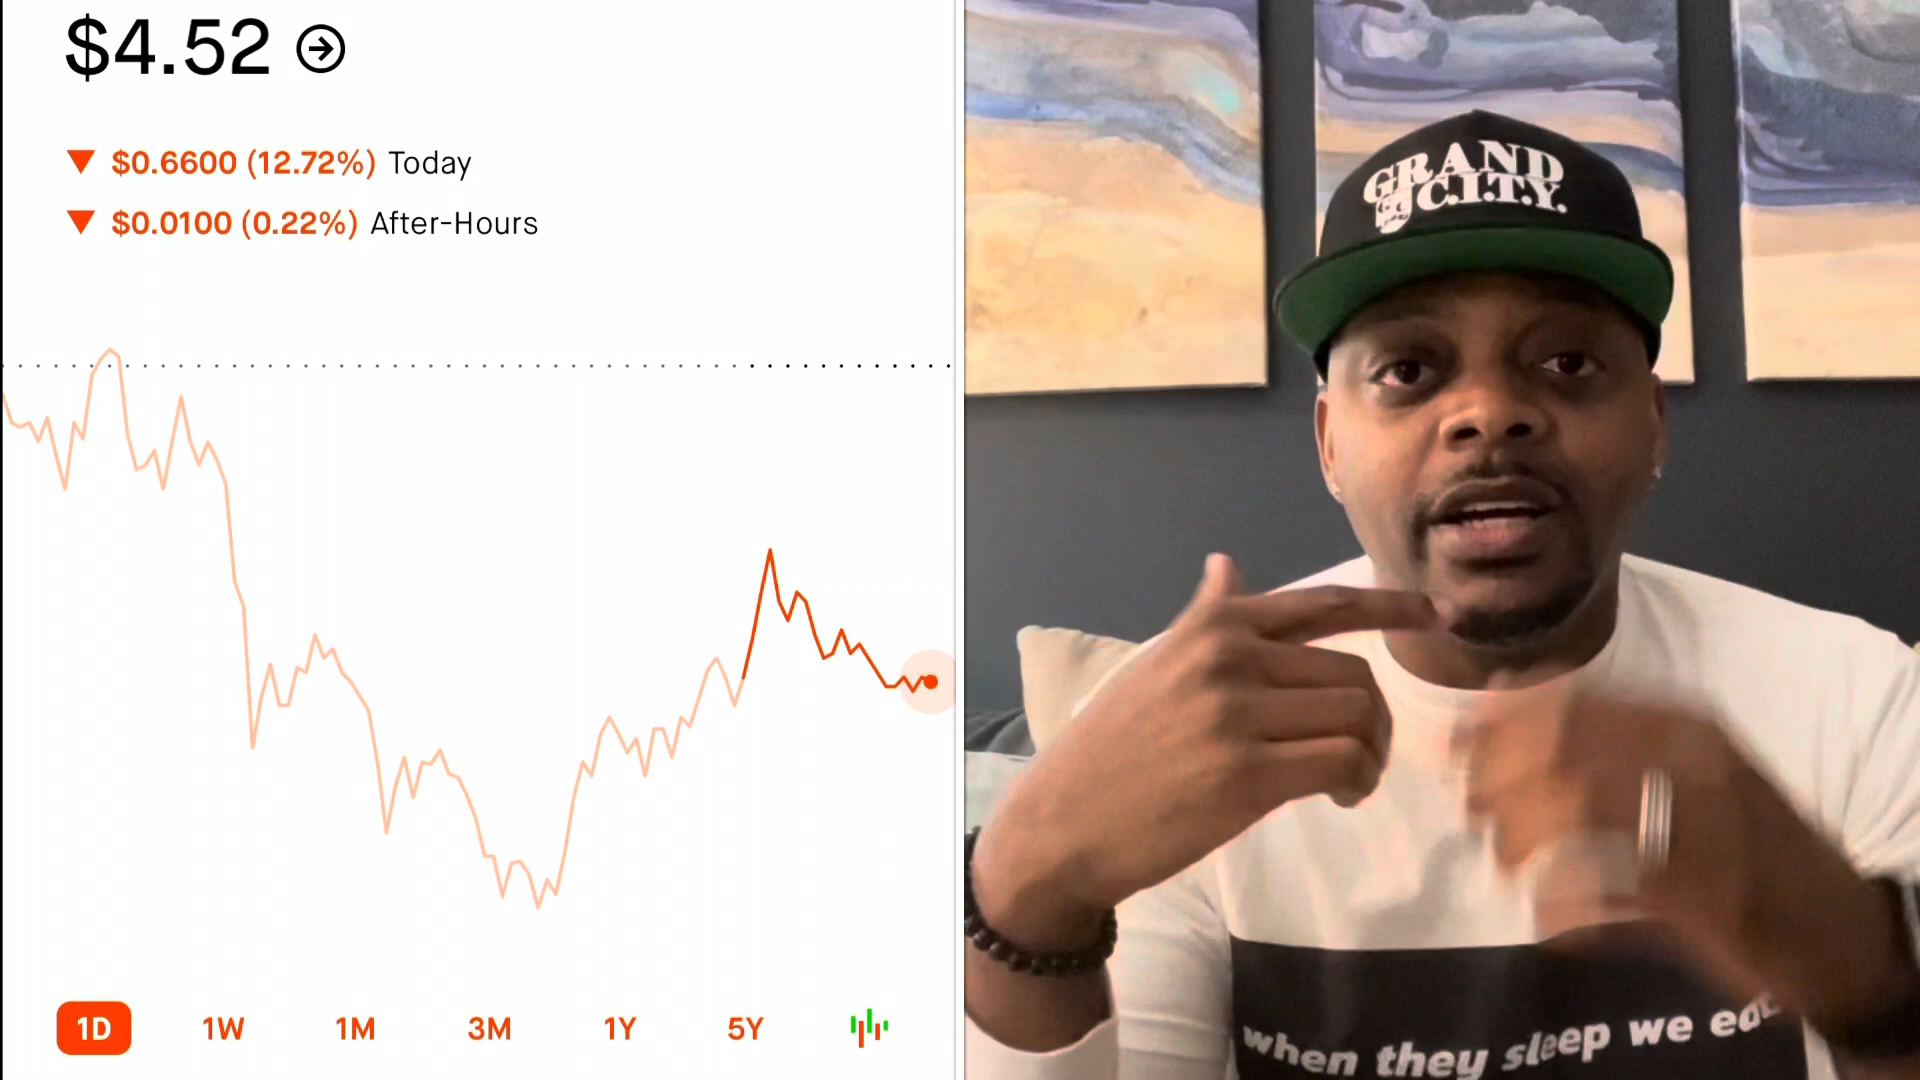 $4.52
▼ $0.6600 (12.72%) Today
▼ $0.0100 (0.22%) After-Hours
1D 1W 1M 3M 1Y 5Y
GRAND
C.I.T.Y.
when they sleep we eat